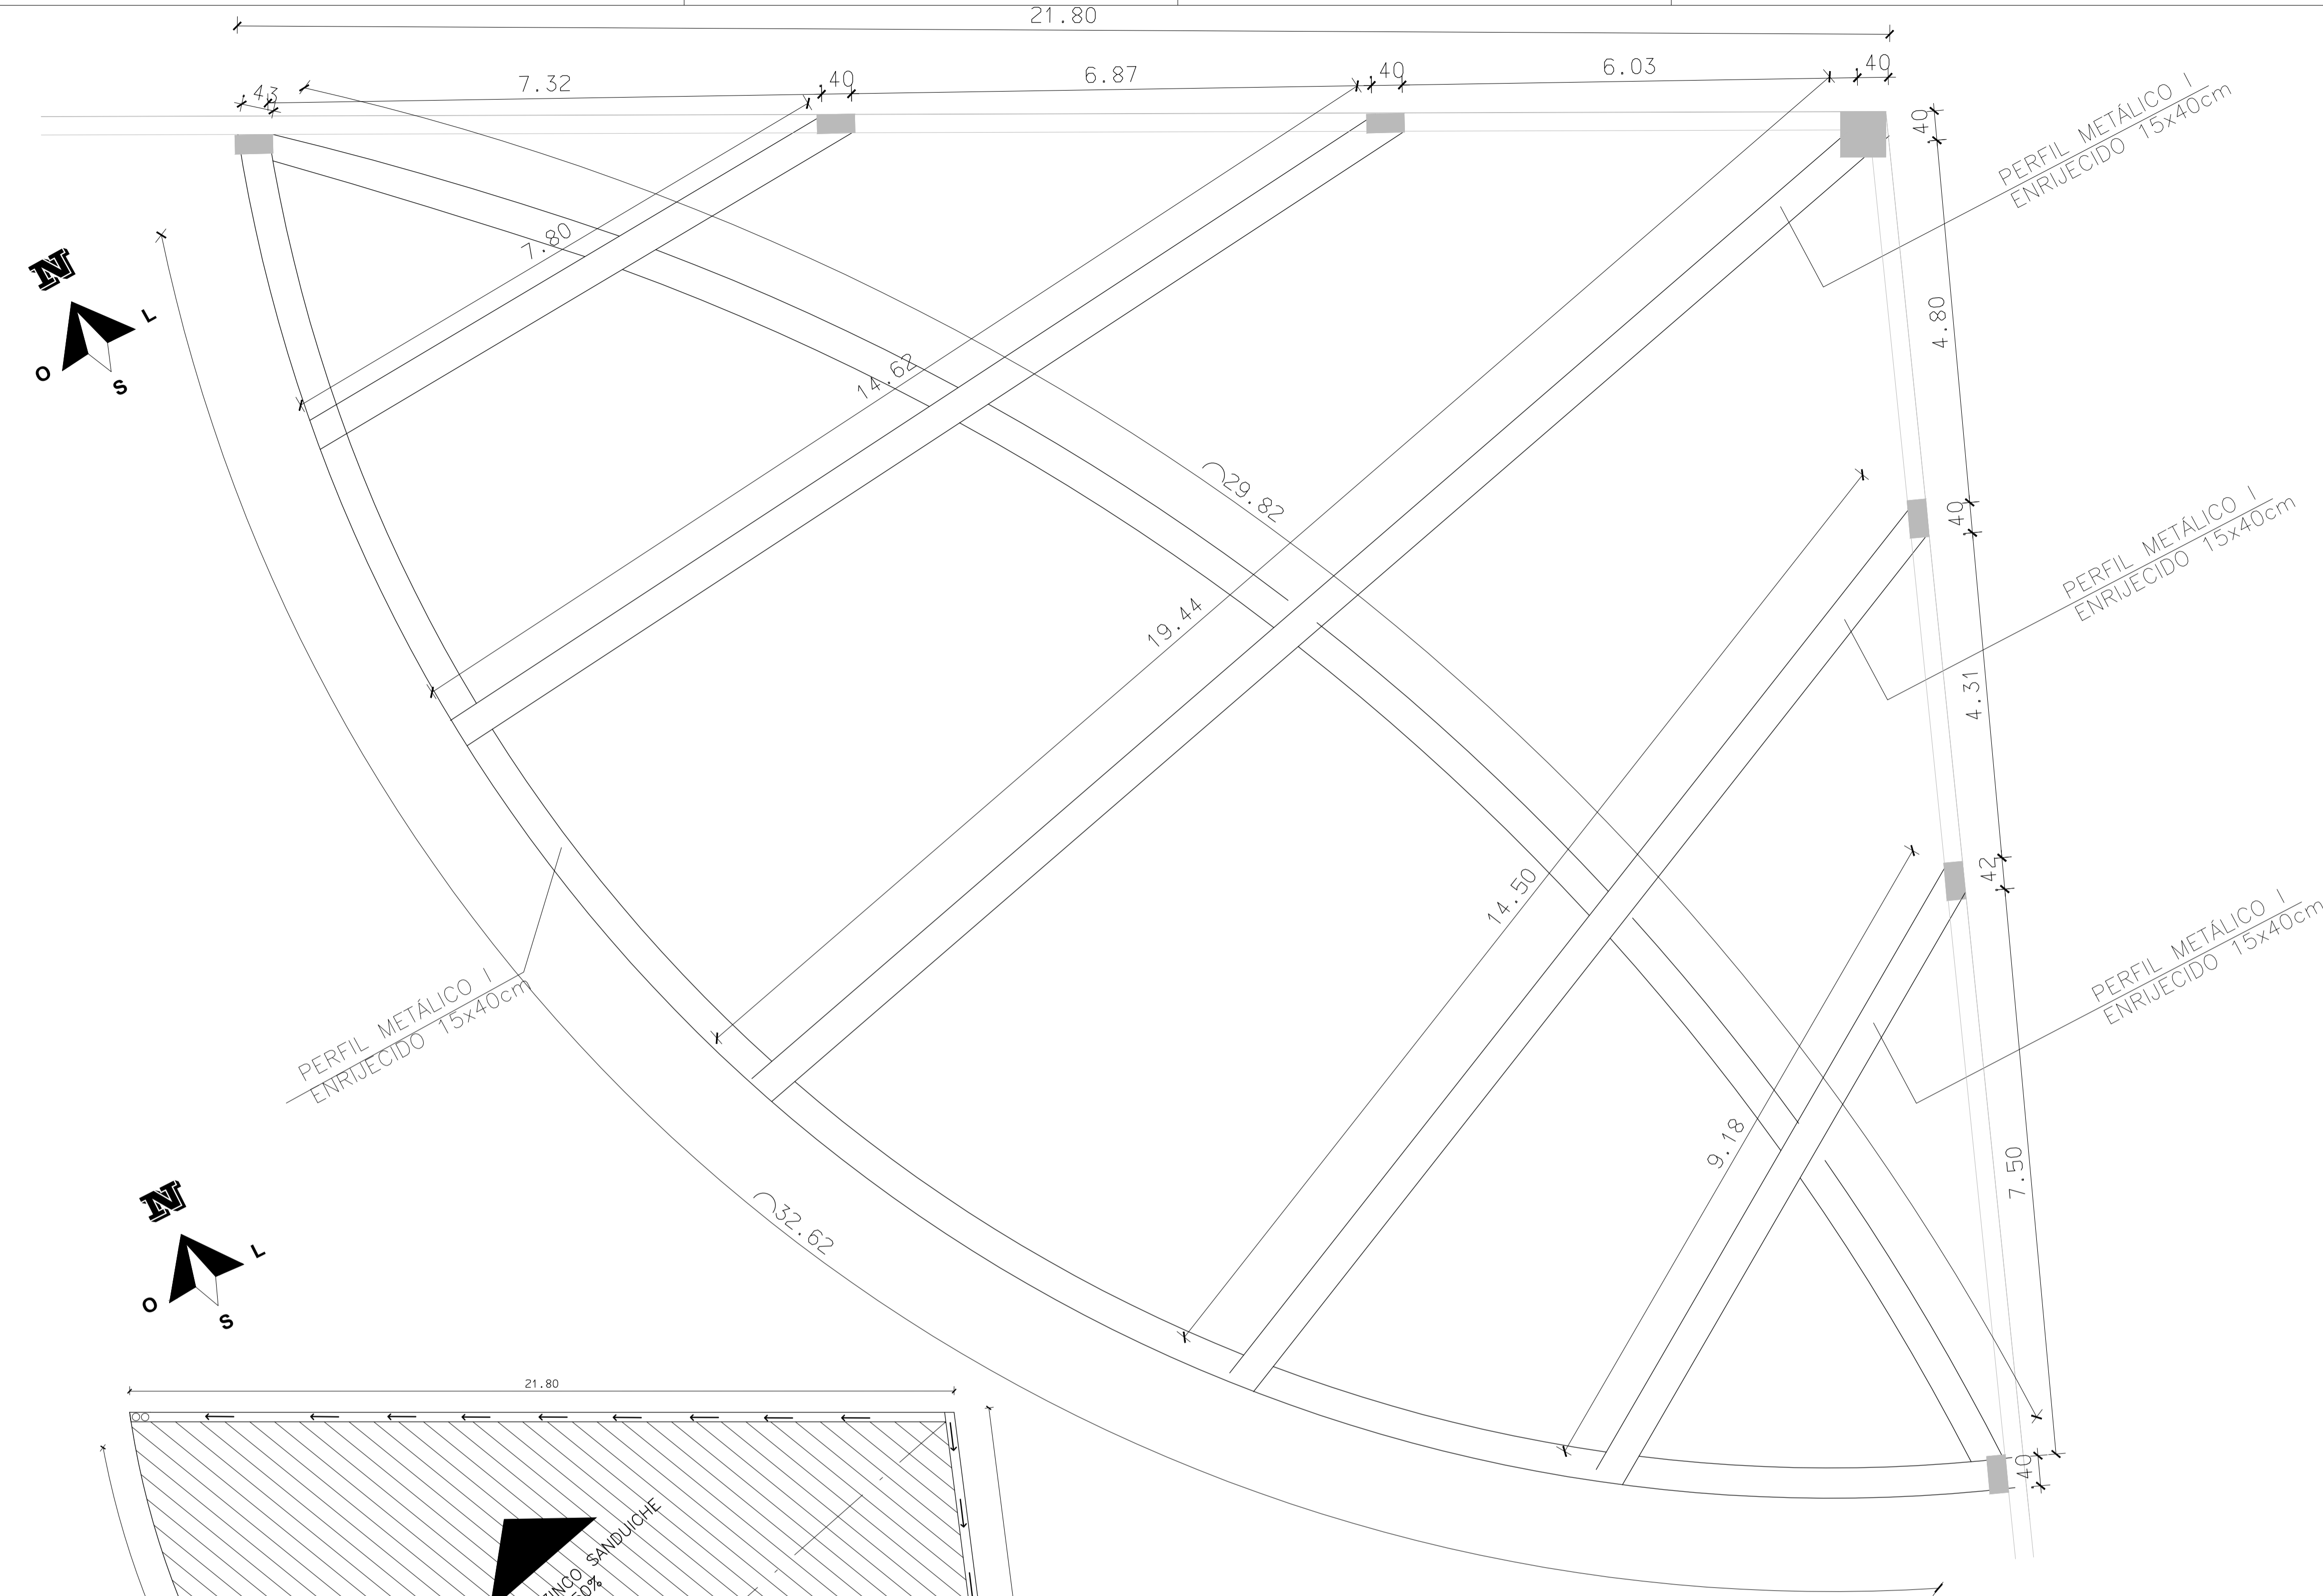 21.80
43
7.32
40
6.87
40
6.03
40
40
PERFIL METÁLICO I
ENRIJECIDO 15x40cm
7.80
N
L
O
S
4.80
14.62
29.82
40
PERFIL METÁLICO I
ENRIJECIDO 15x40cm
19.44
4.31
14.50
42
PERFIL METÁLICO I
ENRIJECIDO 15x40cm
PERFIL METÁLICO I
ENRIJECIDO 15x40cm
9.18
7.50
32.62
N
L
O
S
40
21.80
SANDUICHE